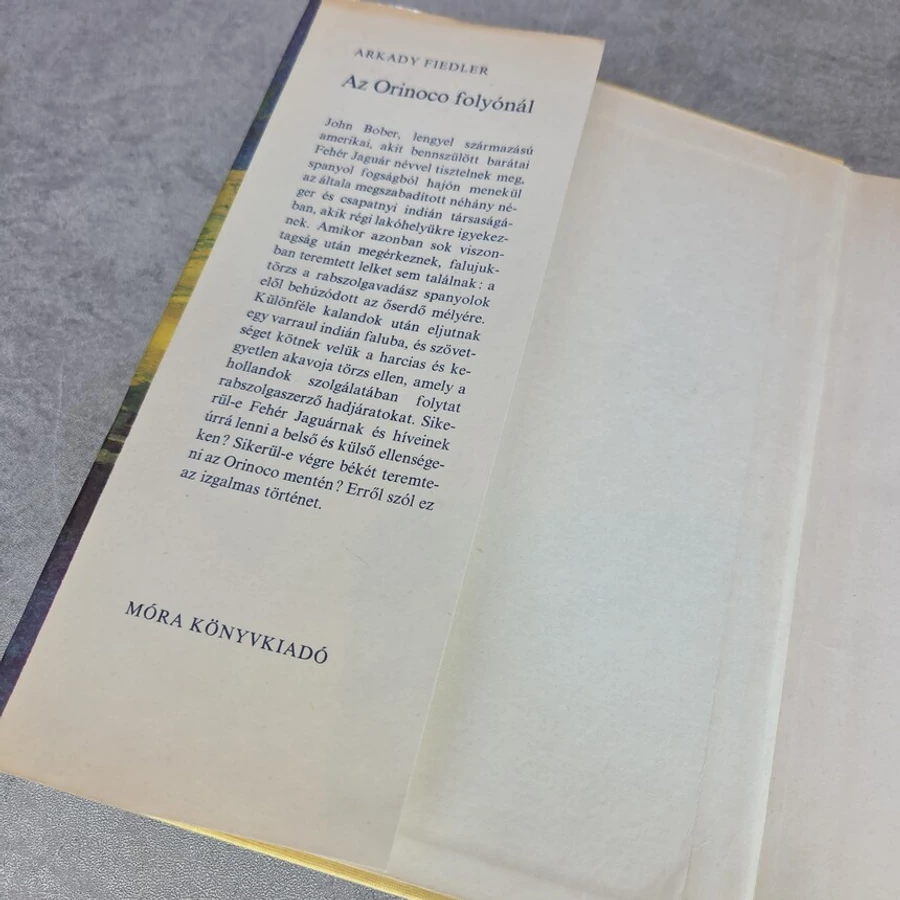 ARKADY FIEDLER
Az Orinoco folyónál
John Bober, lengyel származású
amerikai, akit bennszülött barátai
Fehér Jaguár névvel tisztelnek meg,
spanyol fogságból hajón menekül
az általa megszabadított néhány né-
ger és csapatnyi indián társaságá-
ban, akik régi lakóhelyükre igyekez-
nek. Amikor azonban sok viszon-
tagság után megérkeznek, falujuk-
ban teremtett lelket sem találnak: a
törzs a rabszolgavadász spanyolok
elől behúzódott az őserdő mélyére.
Különféle kalandok után eljutnak
egy varraul indián faluba, és szövet-
séget kötnek velük a harcias és ke-
gyetlen akavoja törzs ellen, amely a
hollandok szolgálatában folytat
rabszolgaszerző hadjáratokat. Sike-
rül-e Fehér Jaguárnak és híveinek
úrrá lenni a belső és külső ellensége-
ken? Sikerül-e végre békét teremte-
ni az Orinoco mentén? Erről szól ez
az izgalmas történet.
MÓRA KÖNYVKIADÓ